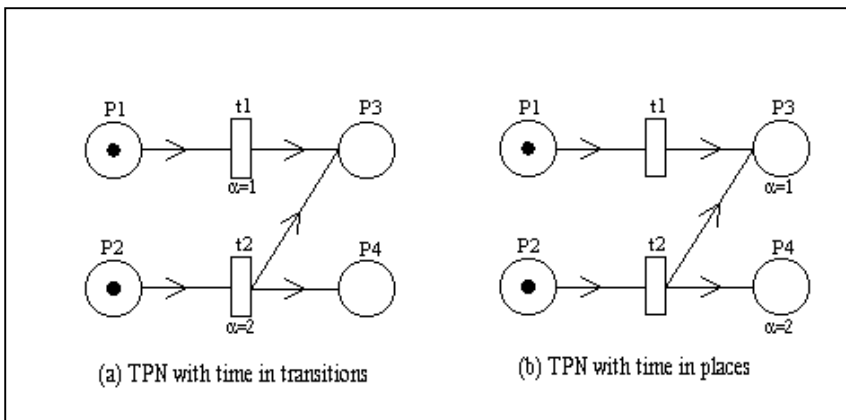 P1 t1 P3 P1 t1 P3
α=1 α=1
P2 t2 P4 P2 t2 P4
α=2 α=2
(a) TPN with time in transitions (b) TPN with time in places